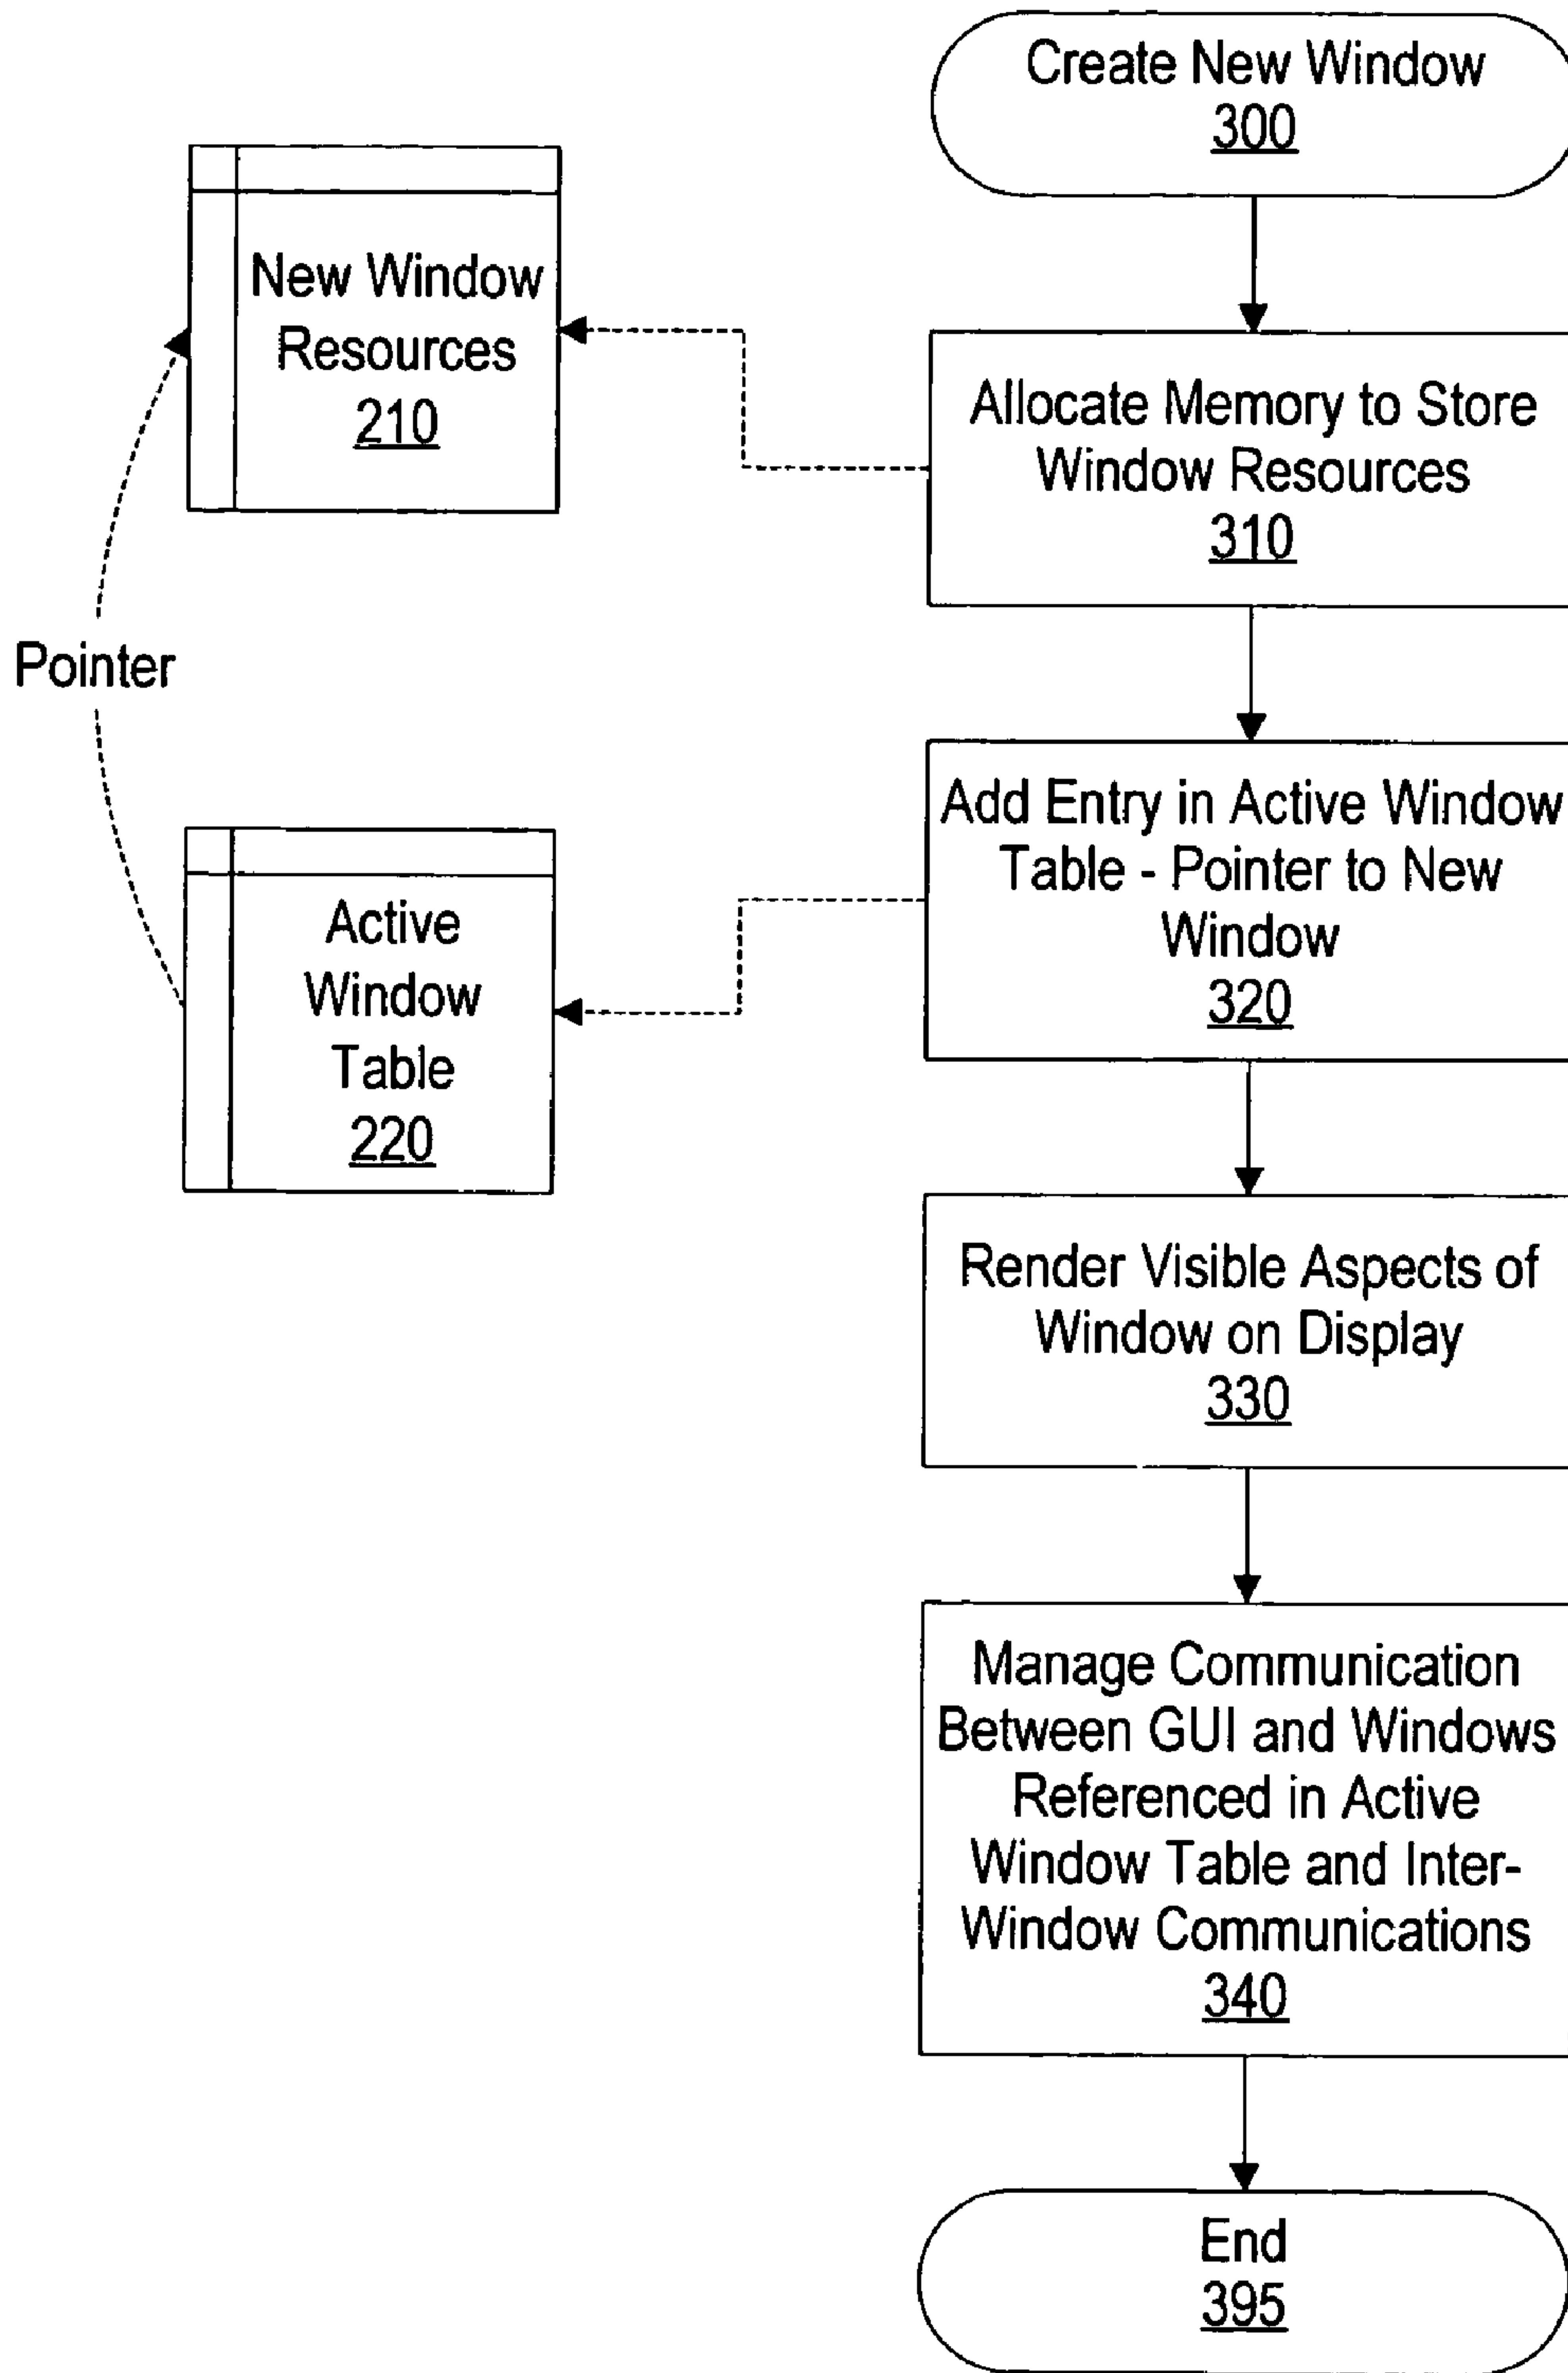 Create New Window
300
New Window
Resources
210
Allocate Memory to Store
Window Resources
310
Pointer
Add Entry in Active Window
Table - Pointer to New
Window
320
Active
Window
Table
220
Render Visible Aspects of
Window on Display
330
Manage Communication
Between GUI and Windows
Referenced in Active
Window Table and Inter-
Window Communications
340
End
395